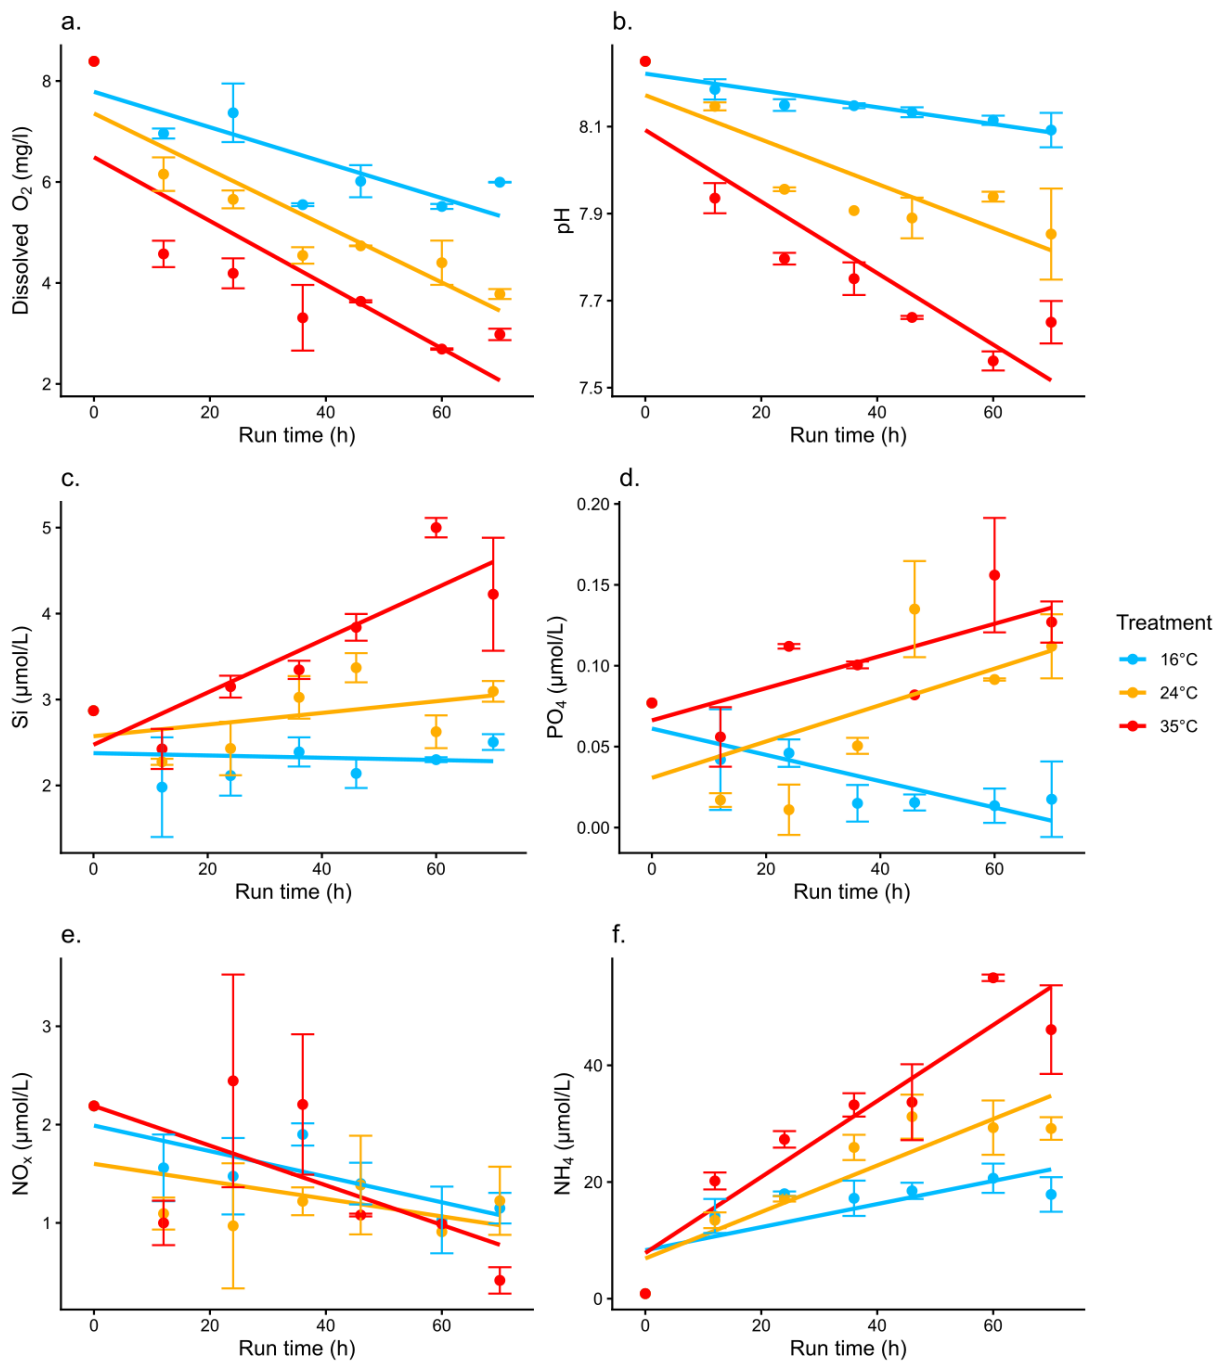 a.
8
6
4
2
Dissolved O₂ (mg/l)
0 20 40 60
Run time (h)
b.
8.1
7.9
7.7
7.5
pH
0 20 40 60
Run time (h)
c.
5
4
3
2
Si (μmol/L)
0 20 40 60
Run time (h)
d.
0.20
0.15
0.10
0.05
0.00
PO₄ (μmol/L)
0 20 40 60
Run time (h)
Treatment
16°C
24°C
35°C
e.
3
2
1
NOₓ (μmol/L)
0 20 40 60
Run time (h)
f.
40
20
0
NH₄ (μmol/L)
0 20 40 60
Run time (h)